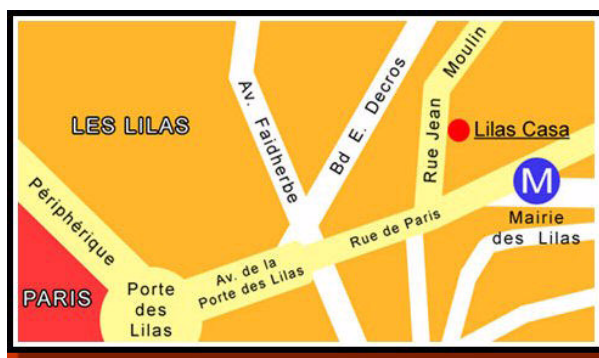 LES LILAS
Av. Faidherbe
Bd E. Decros
Rue Jean
Moulin
Lilas Casa
M
Mairie
des Lilas
Rue de Paris
Av. de la
Porte des Lilas
Périphérique
PARIS
Porte
des
Lilas